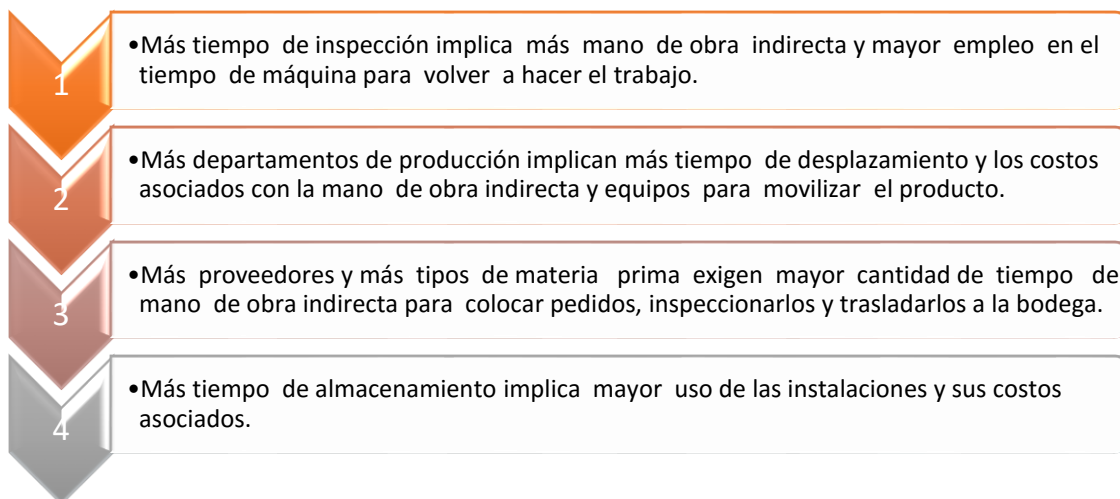 1
•Más tiempo de inspección implica más mano de obra indirecta y mayor empleo en el
tiempo de máquina para volver a hacer el trabajo.
2
•Más departamentos de producción implican más tiempo de desplazamiento y los costos
asociados con la mano de obra indirecta y equipos para movilizar el producto.
3
•Más proveedores y más tipos de materia prima exigen mayor cantidad de tiempo de
mano de obra indirecta para colocar pedidos, inspeccionarlos y trasladarlos a la bodega.
4
•Más tiempo de almacenamiento implica mayor uso de las instalaciones y sus costos
asociados.